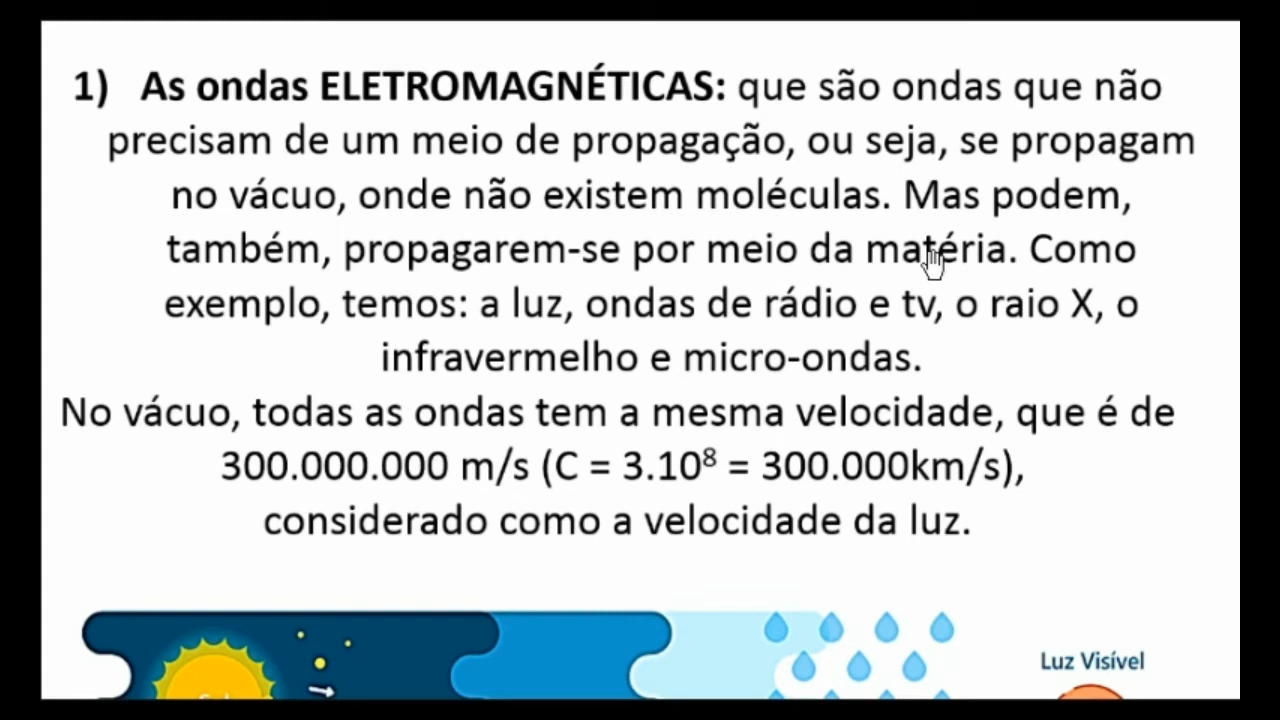 1) As ondas ELETROMAGNÉTICAS: que são ondas que não
precisam de um meio de propagação, ou seja, se propagam
no vácuo, onde não existem moléculas. Mas podem,
também, propagarem-se por meio da matéria. Como
exemplo, temos: a luz, ondas de rádio e tv, o raio X, o
infravermelho e micro-ondas.
No vácuo, todas as ondas tem a mesma velocidade, que é de
300.000.000 m/s (C = 3.10⁸ = 300.000km/s),
considerado como a velocidade da luz.
Luz Visível